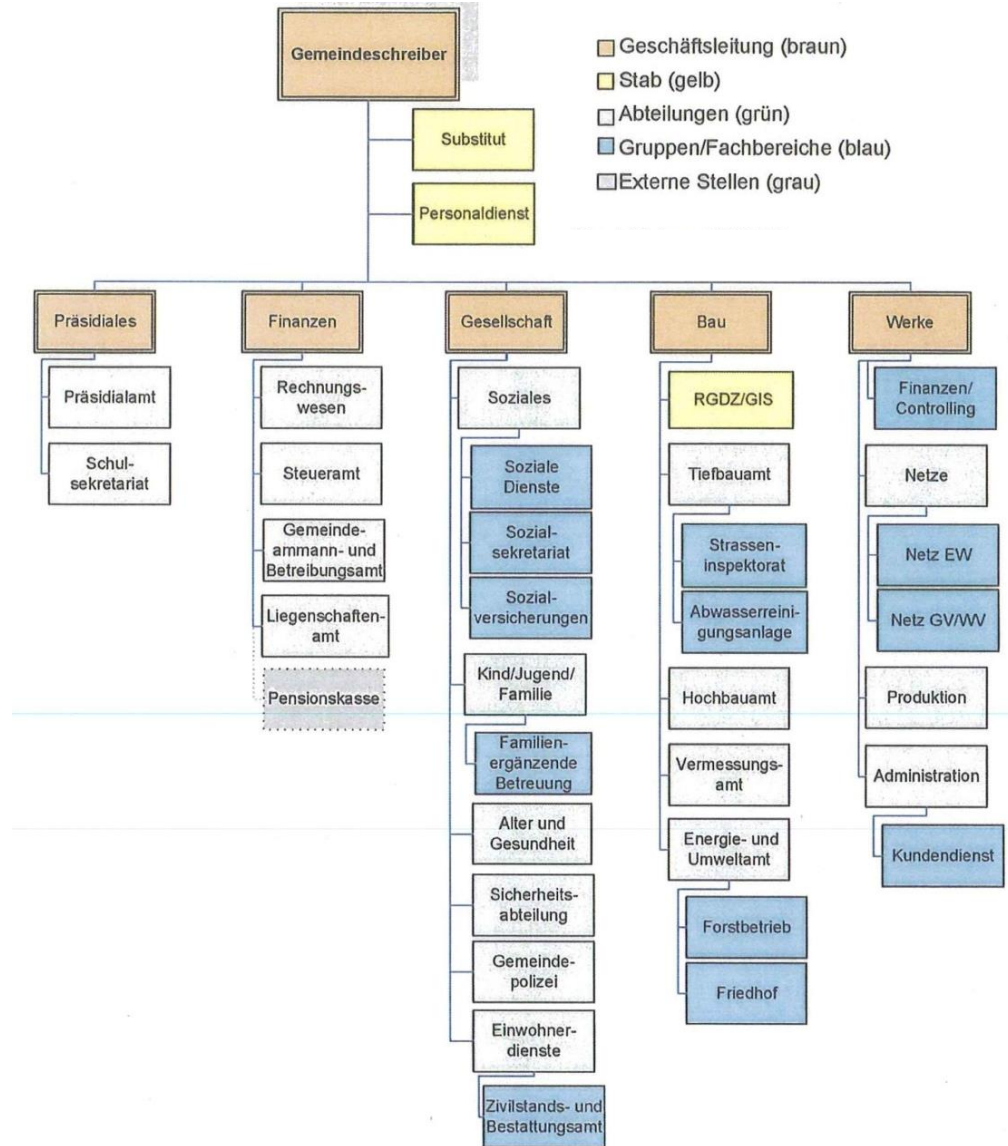 Gemeindeschreiber
Geschäftsleitung (braun)
Stab (gelb)
Abteilungen (grün)
Gruppen/Fachbereiche (blau)
Externe Stellen (grau)
Substitut
Personaldienst
Präsidiales
Präsidialamt
Schul-
sekretariat
Finanzen
Rechnungs-
wesen
Steueramt
Gemeinde-
ammann- und
Betreibungsamt
Liegenschaften-
amt
Pensionskasse
Gesellschaft
Soziales
Soziale
Dienste
Sozial-
sekretariat
Sozial-
versicherungen
Kind/Jugend/
Familie
Familien-
ergänzende
Betreuung
Alter und
Gesundheit
Sicherheits-
abteilung
Gemeinde-
polizei
Einwohner-
dienste
Zivilstands- und
Bestattungsamt
Bau
RGDZ/GIS
Tiefbauamt
Strassen-
inspektorat
Abwasserreini-
gungsanlage
Hochbauamt
Vermessungs-
amt
Energie- und
Umweltamt
Forstbetrieb
Friedhof
Werke
Finanzen/
Controlling
Netze
Netz EW
Netz GV/WV
Produktion
Administration
Kundendienst